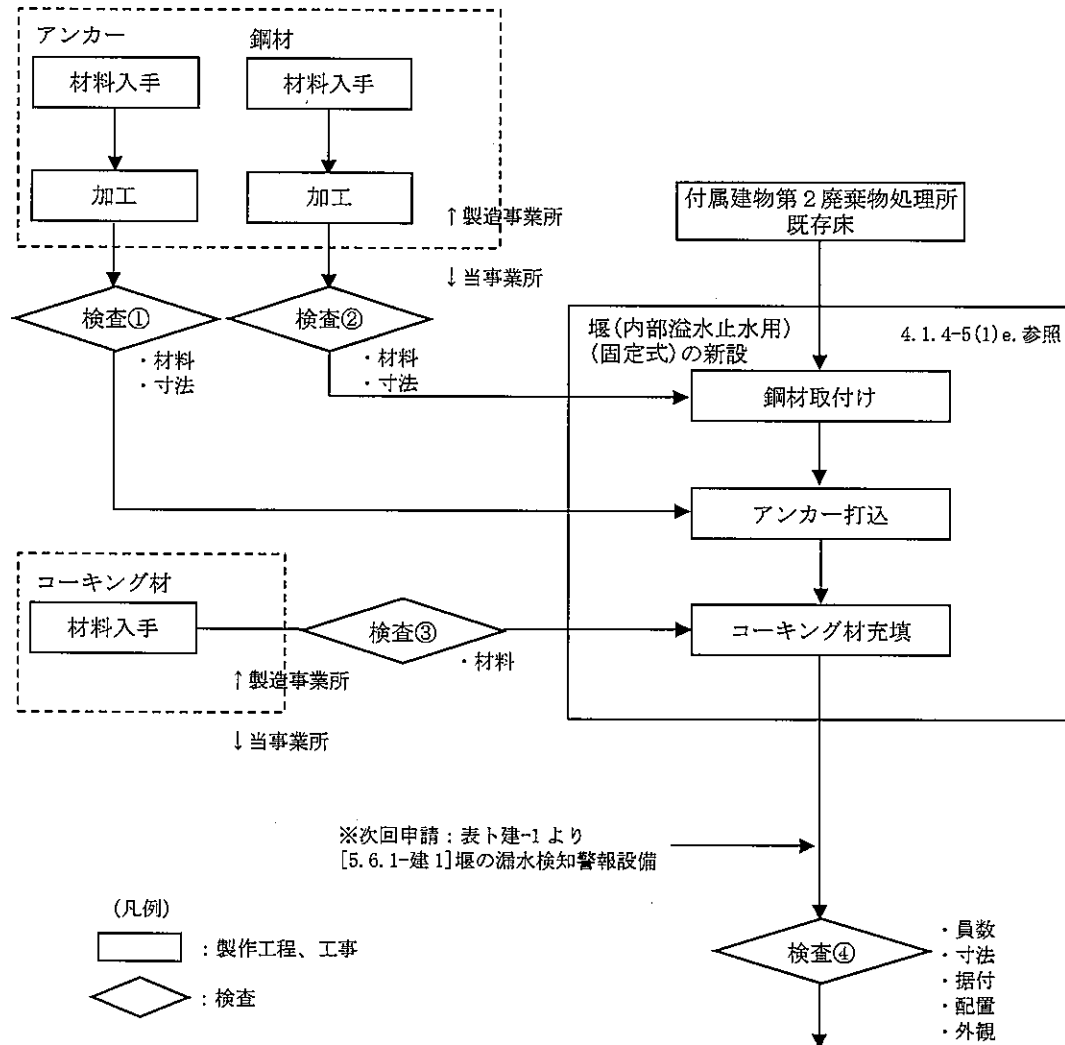 アンカー
鋼材
材料入手
材料入手
加工
加工
↑製造事業所
↓当事業所
付属建物第2廃棄物処理所
既存床
検査①
・材料
・寸法
検査②
・材料
・寸法
堰(内部溢水止水用)
(固定式)の新設
4.1.4-5(1)e.参照
鋼材取付け
アンカー打込
コーキング材
材料入手
検査③
・材料
コーキング材充填
↑製造事業所
↓当事業所
※次回申請：表ト建-1より
[5.6.1-建1]堰の漏水検知警報設備
(凡例)
：製作工程、工事
：検査
検査④
・員数
・寸法
・据付
・配置
・外観